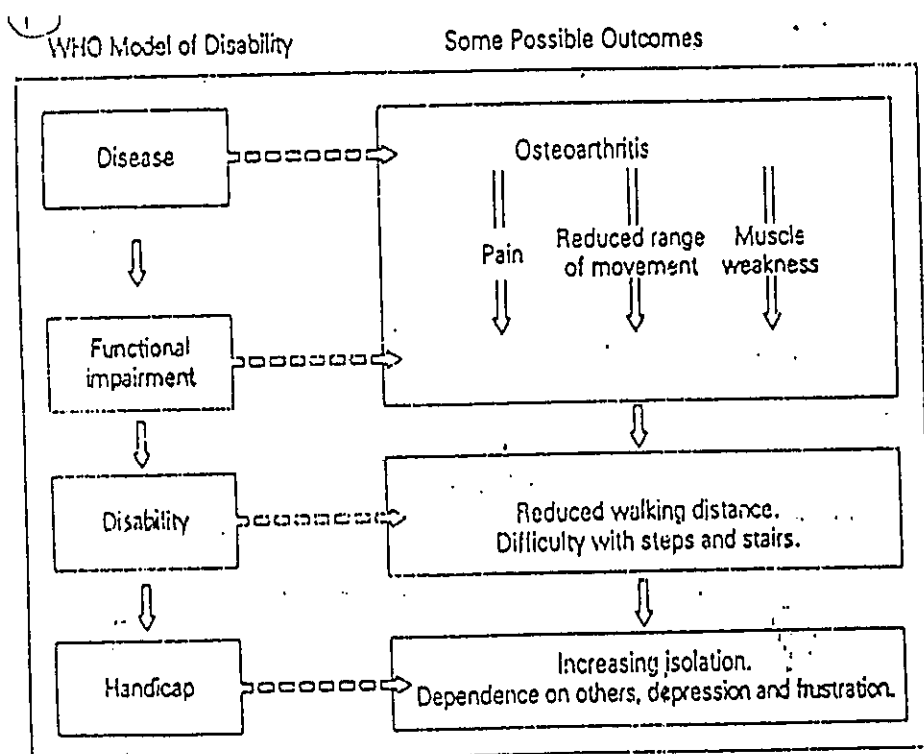 1
WHO Model of Disability
Some Possible Outcomes
Disease
Osteoarthritis
Pain
Reduced range
of movement
Muscle
weakness
Functional
impairment
Disability
Reduced walking distance.
Difficulty with steps and stairs.
Handicap
Increasing isolation.
Dependence on others, depression and frustration.